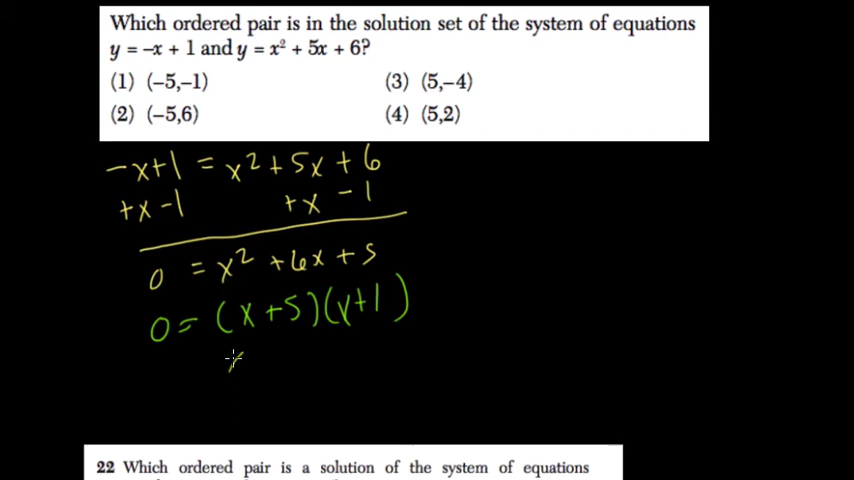 Which ordered pair is in the solution set of the system of equations
y = –x + 1 and y = x² + 5x + 6?
(1) (–5,–1) (3) (5,–4)
(2) (–5,6) (4) (5,2)
-x+1 = x² + 5x + 6
+x -1 +x -1
0 = x² + 6x + 5
0 = (x+5)(x+1)
22 Which ordered pair is a solution of the system of equations